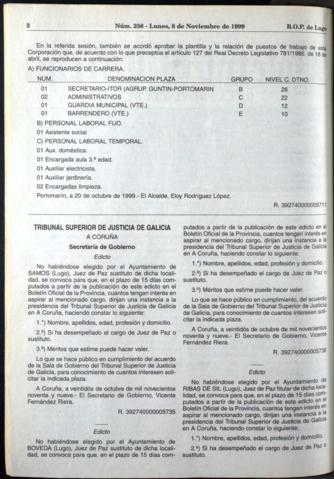 2 Núm. 256 - Lunes, 8 de Noviembre de 1999 B.O.P. de Lugo
En la referida sesión, también se acordó aprobar la plantilla y la relación de puestos de trabajo de esta
Corporación que, de acuerdo con lo que preceptúa el artículo 127 del Real Decreto Legislativo 781/1986, de 18 de
abril, se reproducen a continuación:
A) FUNCIONARIOS DE CARRERA.
NUM. DENOMINACION PLAZA GRUPO NIVEL C. DTNO.
01 SECRETARIO-ITOR (AGRUP. GUNTIN-PORTOMARIN B 26
02 ADMINISTRATIVOS C 22
01 GUARDIA MUNICIPAL (VTE.) D 12
01 BARRENDERO (VTE.) E 10
B) PERSONAL LABORAL FIJO.
01 Asistente social
C) PERSONAL LABORAL TEMPORAL.
01 Aux. doméstica.
01 Encargada aula 3.ª edad.
01 Auxiliar electricista.
01 Auxiliar jardinería.
02 Encargadas limpieza.
Portomarín, a 20 de octubre de 1999.- El Alcalde, Eloy Rodríguez López.
R. 3927400005711
TRIBUNAL SUPERIOR DE JUSTICIA DE GALICIA
A CORUÑA
Secretaría de Gobierno
Edicto
No habiéndose elegido por el Ayuntamiento de
SAMOS (Lugo), Juez de Paz sustituto de dicha locali-
dad, se convoca para que, en el plazo de 15 días com-
putados a partir de la publicación de este edicto en el
Boletín Oficial de la Provincia, cuantos tengan interés en
aspirar al mencionado cargo, dirijan una instancia a la
presidencia del Tribunal Superior de Justicia de Galicia
en A Coruña, haciendo constar lo siguiente:
1.º) Nombre, apellidos, edad, profesión y domicilio.
2.º) Si ha desempeñado el cargo de Juez de Paz o
sustituto.
3.º) Méritos que estime puede hacer valer.
Lo que se hace público en cumplimiento del acuerdo
de la Sala de Gobierno del Tribunal Superior de Justicia
de Galicia, para conocimiento de cuantos interesen soli-
citar la indicada plaza.
A Coruña, a veintidós de octubre de mil novecientos
noventa y nueve.- El Secretario de Gobierno, Vicente
Fernández Riera.
R. 3927400005735
Edicto
No habiéndose elegido por el Ayuntamiento de
BOVEDA (Lugo), Juez de Paz sustituto de dicha locali-
dad, se convoca para que, en el plazo de 15 días com-
putados a partir de la publicación de este edicto en el
Boletín Oficial de la Provincia, cuantos tengan interés en
aspirar al mencionado cargo, dirijan una instancia a la
presidencia del Tribunal Superior de Justicia de Galicia
en A Coruña, haciendo constar lo siguiente:
1.º) Nombre, apellidos, edad, profesión y domicilio.
2.º) Si ha desempeñado el cargo de Juez de Paz o
sustituto.
3.º) Méritos que estime puede hacer valer.
Lo que se hace público en cumplimiento del acuerdo
de la Sala de Gobierno del Tribunal Superior de Justicia
de Galicia, para conocimiento de cuantos interesen soli-
citar la indicada plaza.
A Coruña, a veintidós de octubre de mil novecientos
noventa y nueve.- El Secretario de Gobierno, Vicente
Fernández Riera.
R. 3927400005736
Edicto
No habiéndose elegido por el Ayuntamiento de
RIBAS DE SIL (Lugo), Juez de Paz titular de dicha loca-
lidad, se convoca para que, en el plazo de 15 días com-
putados a partir de la publicación de este edicto en el
Boletín Oficial de la Provincia, cuantos tengan interés en
aspirar al mencionado cargo, dirijan una instancia a la
presidencia del Tribunal Superior de Justicia de Galicia
en A Coruña, haciendo constar lo siguiente:
1.º) Nombre, apellidos, edad, profesión y domicilio.
2.º) Si ha desempeñado el cargo de Juez de Paz o
sustituto.